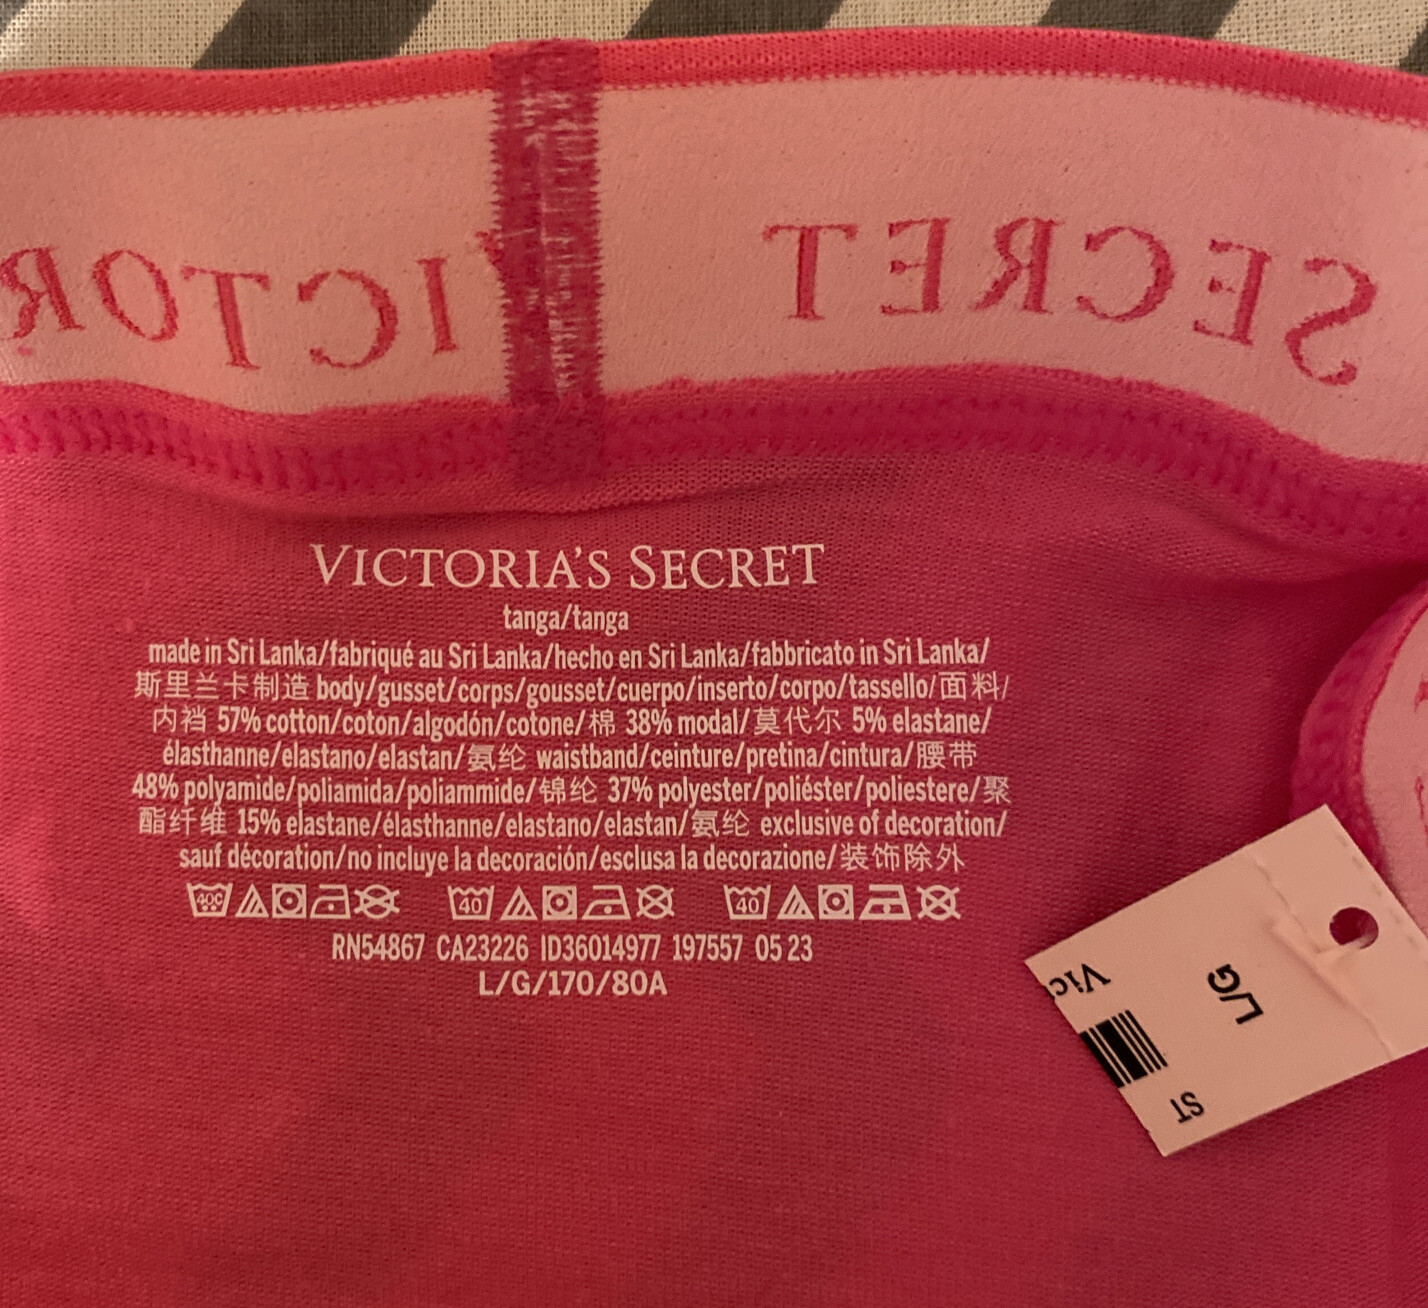 VICTOR
SECRET
VICTORIA'S SECRET
tanga/tanga
made in Sri Lanka/fabriqué au Sri Lanka/hecho en Sri Lanka/fabbricato in Sri Lanka/
斯里兰卡制造 body/gusset/corps/gousset/cuerpo/inserto/corpo/tassello/面料/
内裆 57% cotton/coton/algodón/cotone/棉 38% modal/莫代尔 5% elastane/
élasthanne/elastano/elastan/氨纶 waistband/ceinture/pretina/cintura/腰带
48% polyamide/poliamida/poliammide/锦纶 37% polyester/poliéster/poliestere/聚
酯纤维 15% elastane/élasthanne/elastano/elastan/氨纶 exclusive of decoration/
sauf décoration/no incluye la decoración/esclusa la decorazione/装饰除外
40C 40 40
RN54867 CA23226 ID36014977 197557 05 23
L/G/170/80A
Vic
L/G
ST